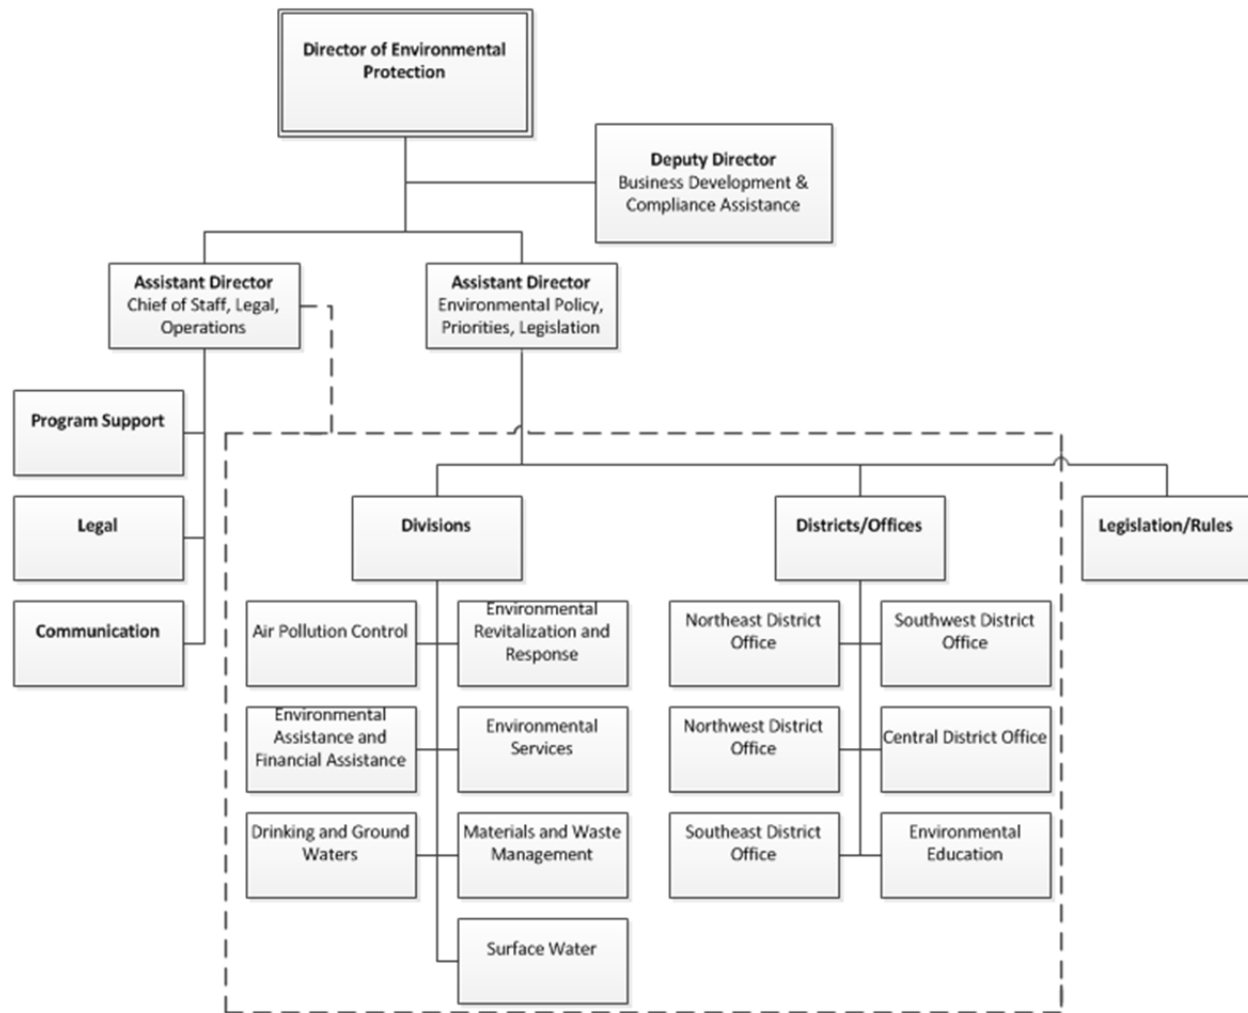 Director of Environmental
Protection
Deputy Director
Business Development &
Compliance Assistance
Assistant Director
Chief of Staff, Legal,
Operations
Assistant Director
Environmental Policy,
Priorities, Legislation
Program Support
Legal
Communication
Divisions
Districts/Offices
Legislation/Rules
Air Pollution Control
Environmental
Revitalization and
Response
Northeast District
Office
Southwest District
Office
Environmental
Assistance and
Financial Assistance
Environmental
Services
Northwest District
Office
Central District Office
Drinking and Ground
Waters
Materials and Waste
Management
Southeast District
Office
Environmental
Education
Surface Water